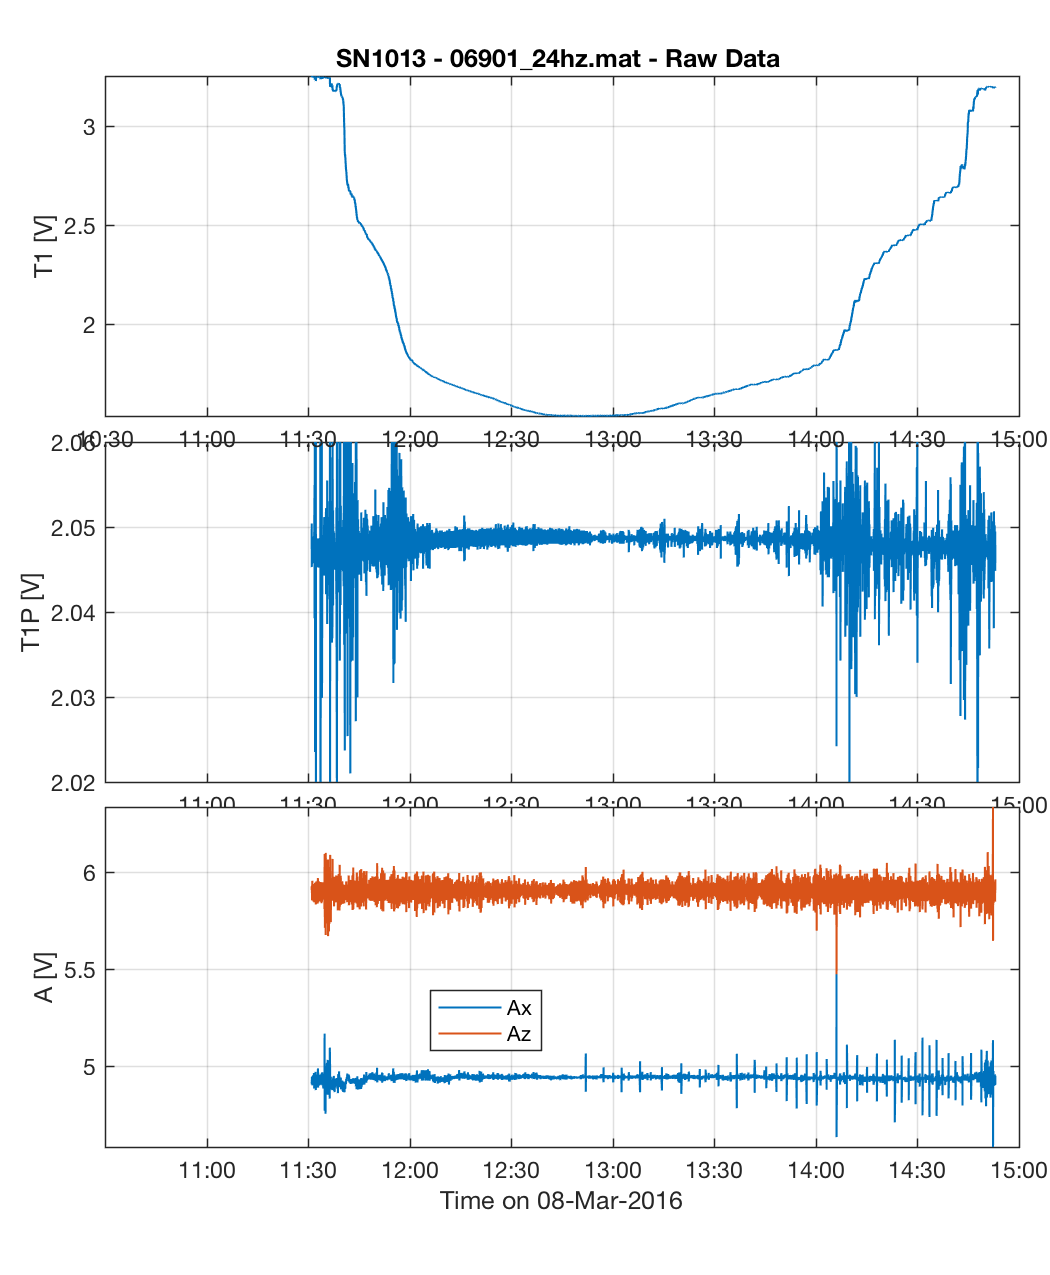 SN1013 - 06901_24hz.mat - Raw Data
3
2.5
2
T1 [V]
10:30 11:00 11:30 12:00 12:30 13:00 13:30 14:00 14:30 15:00
2.06
2.05
2.04
2.03
2.02
T1P [V]
11:00 11:30 12:00 12:30 13:00 13:30 14:00 14:30 15:00
6
5.5
5
A [V]
Ax
Az
11:00 11:30 12:00 12:30 13:00 13:30 14:00 14:30 15:00
Time on 08-Mar-2016